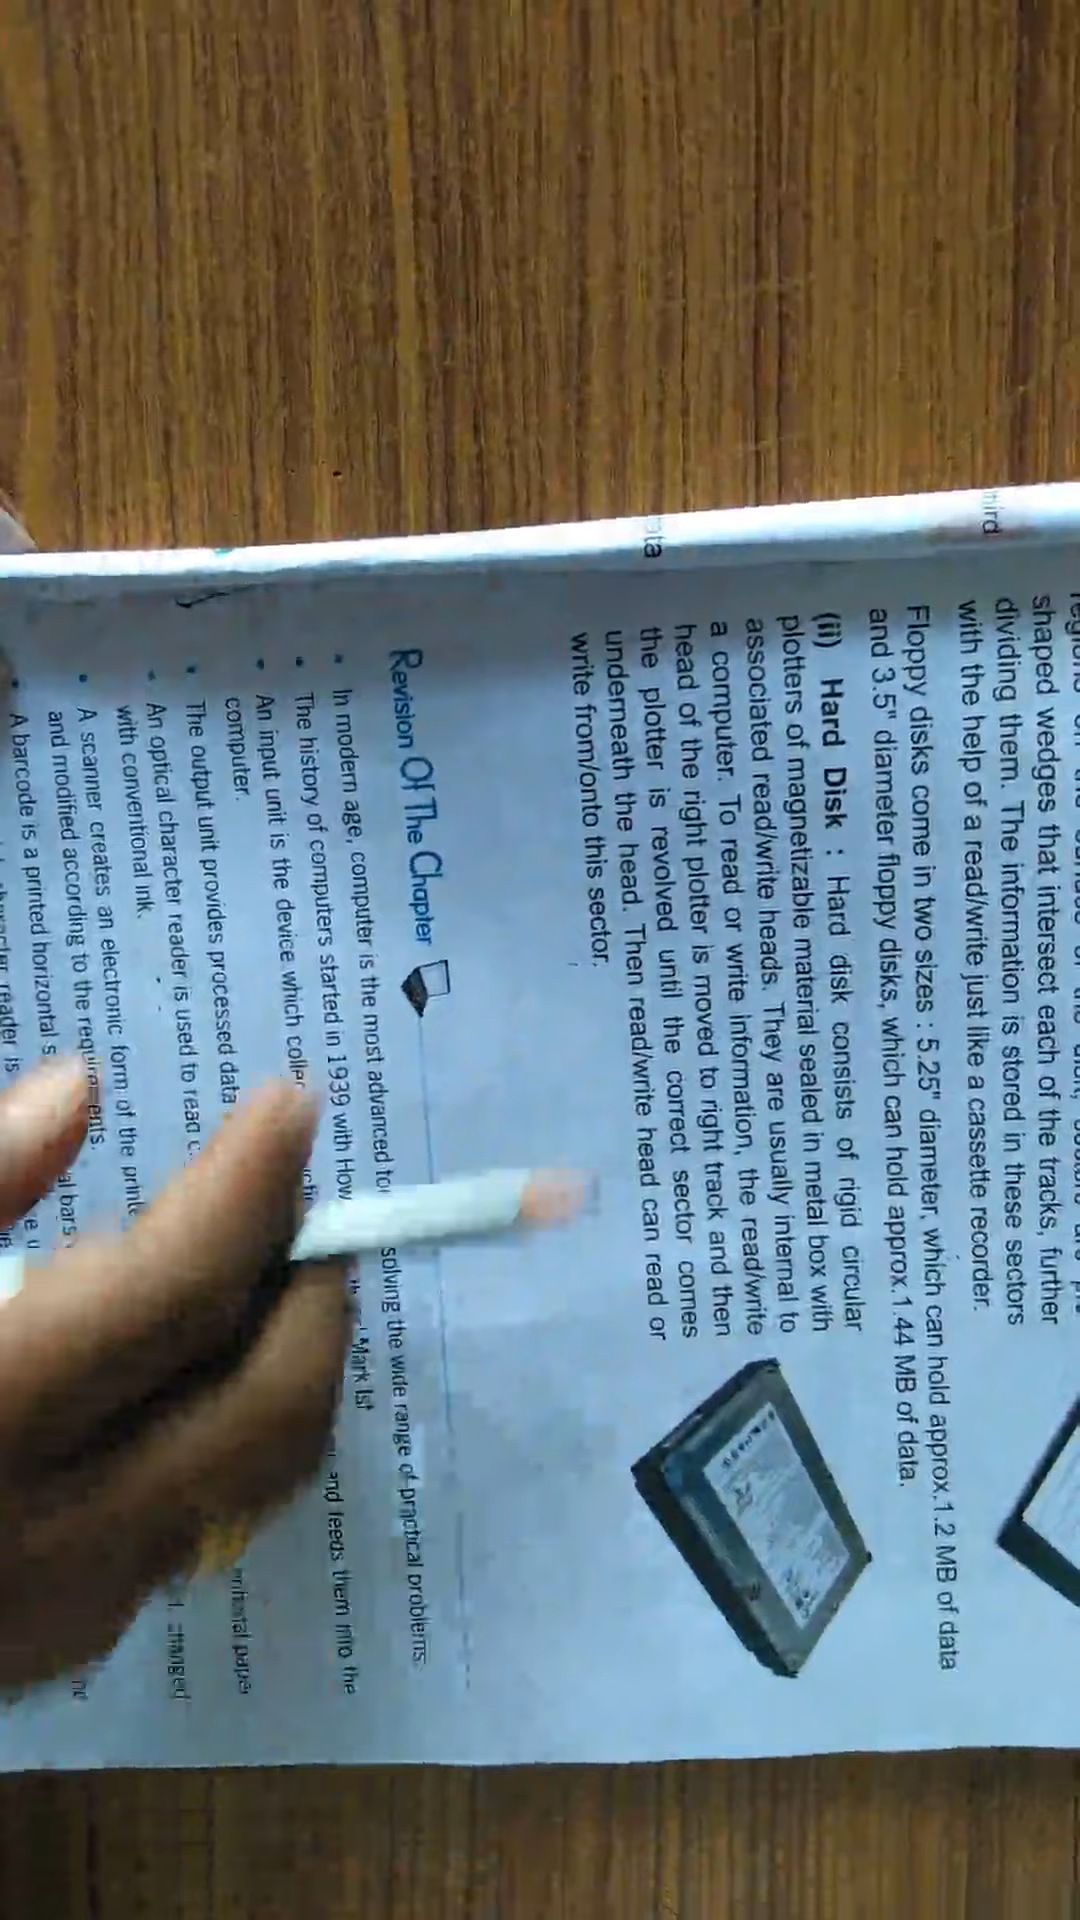 shaped wedges that intersect each of the tracks, further
dividing them. The information is stored in these sectors
with the help of a read/write just like a cassette recorder.
Floppy disks come in two sizes : 5.25" diameter, which can hold approx.1.2 MB of data
and 3.5" diameter floppy disks, which can hold approx.1.44 MB of data.
(ii) Hard Disk : Hard disk consists of rigid circular
plotters of magnetizable material sealed in metal box with
associated read/write heads. They are usually internal to
a computer. To read or write information, the read/write
head of the right plotter is moved to right track and then
the plotter is revolved until the correct sector comes
underneath the head. Then read/write head can read or
write from/onto this sector.
Revision Of The Chapter
In modern age, computer is the most advanced solving the wide range of practical problems.
The history of computers started in 1939 with Mark Ist
An input unit is the device which and feeds them into the
computer.
The output unit provides processed data
An optical character reader is used to read paper
with conventional ink.
A scanner creates an electronic form of the changed
and modified according to the requirements.
A barcode is a printed horizontal bars
reader is